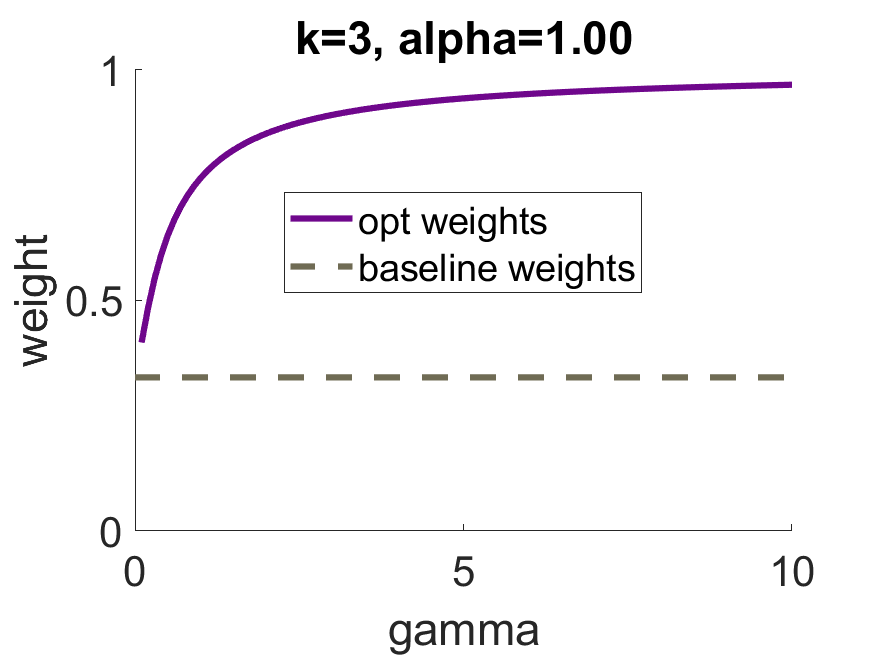 k=3, alpha=1.00
1
0.5
0
weight
opt weights
baseline weights
0 5 10
gamma